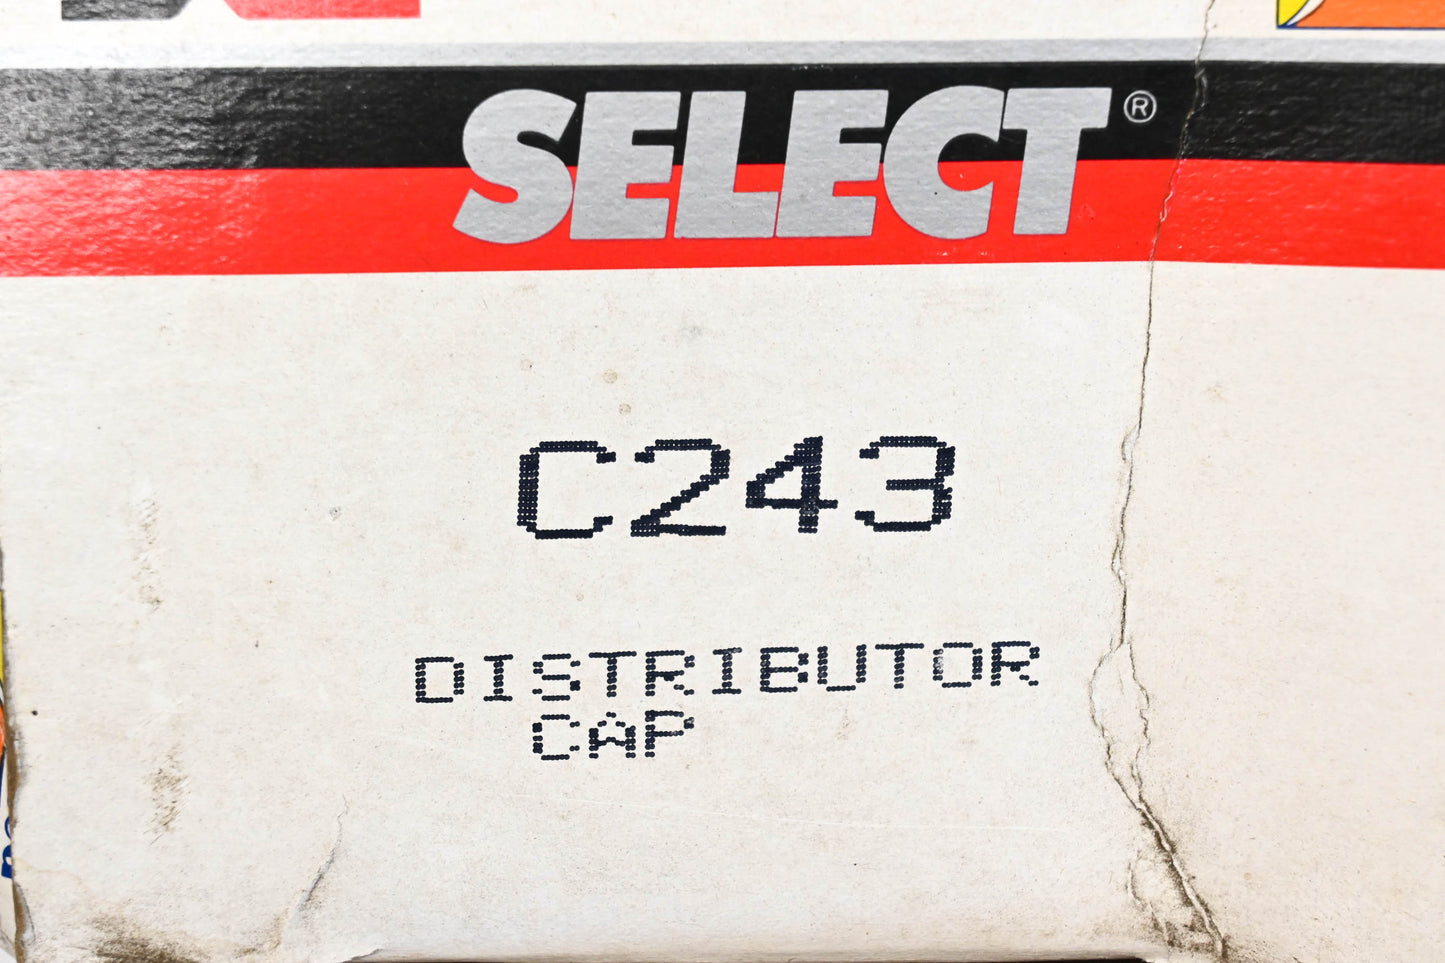 SELECT®
C243
DISTRIBUTOR
CAP